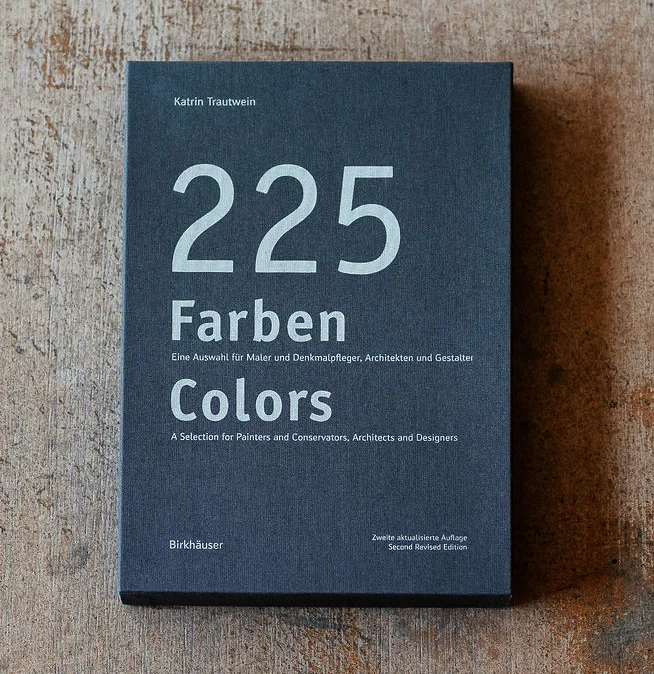 Katrin Trautwein
225
Farben
Eine Auswahl für Maler und Denkmalpfleger, Architekten und Gestalter
Colors
A Selection for Painters and Conservators, Architects and Designers
Birkhäuser
Zweite aktualisierte Auflage
Second Revised Edition